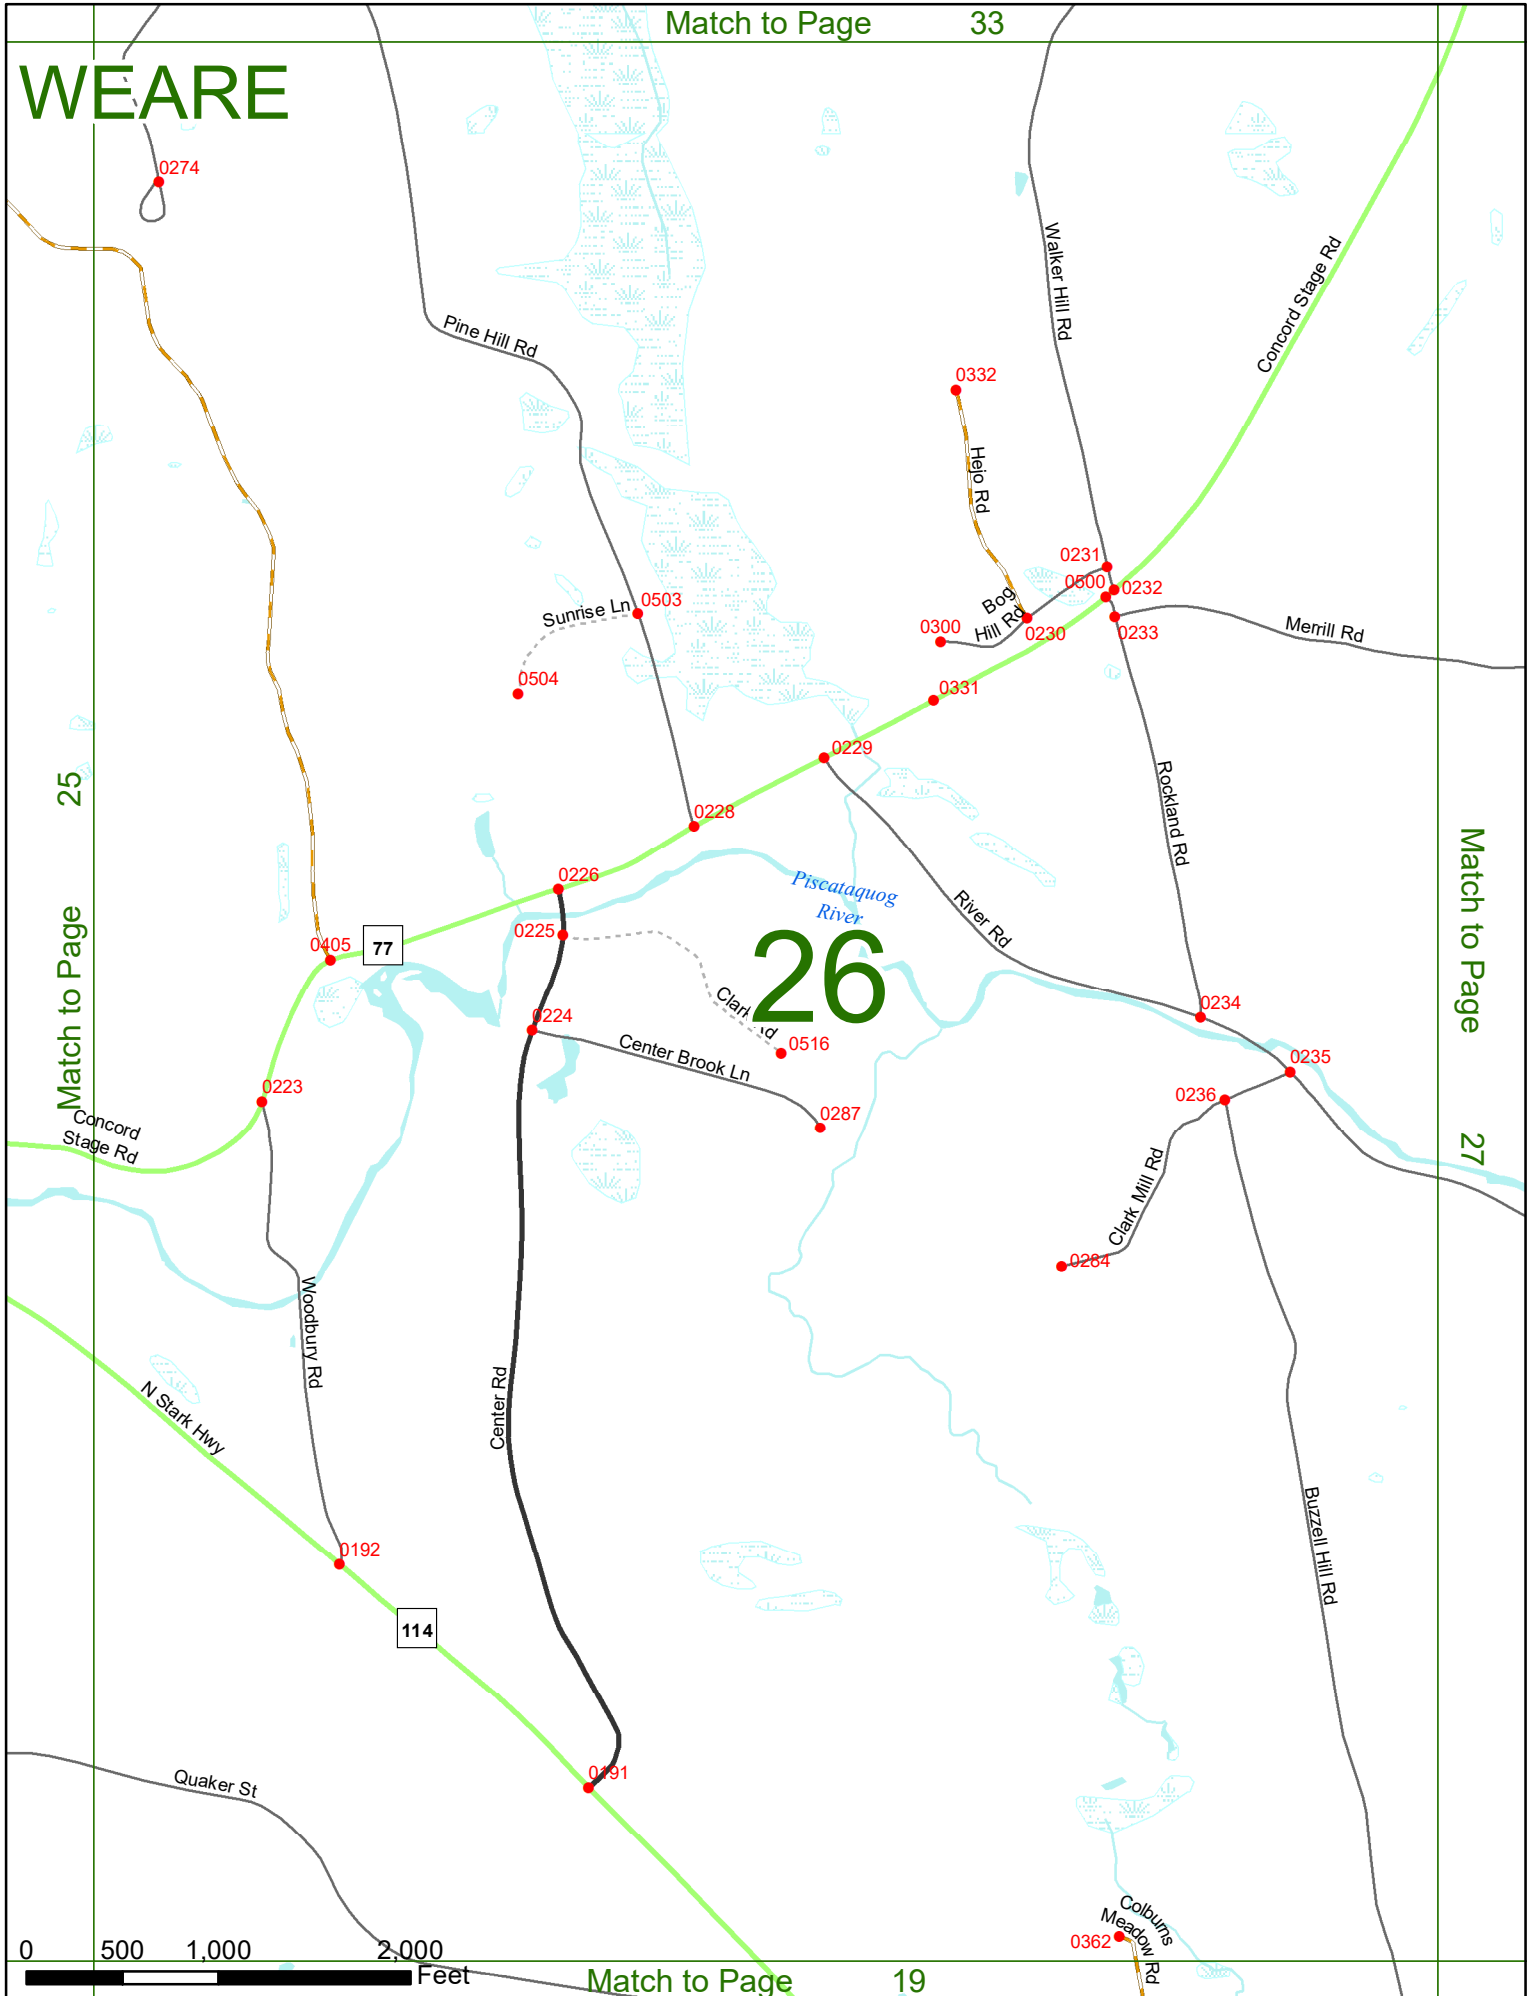 Match to Page 33
WEARE
0274
Walker Hill Rd
Concord Stage Rd
Pine Hill Rd
0332
Hejo Rd
0231
0500
0232
Bog
Hill Rd
0503
Sunrise Ln
0300
0230
0233
Merrill Rd
0504
0331
0229
Rockland Rd
25
Match to Page
0228
Match to Page
27
0226
Piscataquog
River
River Rd
0225
77
0405
26
Clark Rd
0224
0234
Center Brook Ln
0516
0235
0236
0223
0287
Concord
Stage Rd
Clark Mill Rd
0284
Woodbury Rd
Center Rd
N Stark Hwy
Buzzell Hill Rd
0192
114
0191
Quaker St
Colburns
Meadow Rd
0362
0 500 1,000 2,000
Feet
Match to Page 19